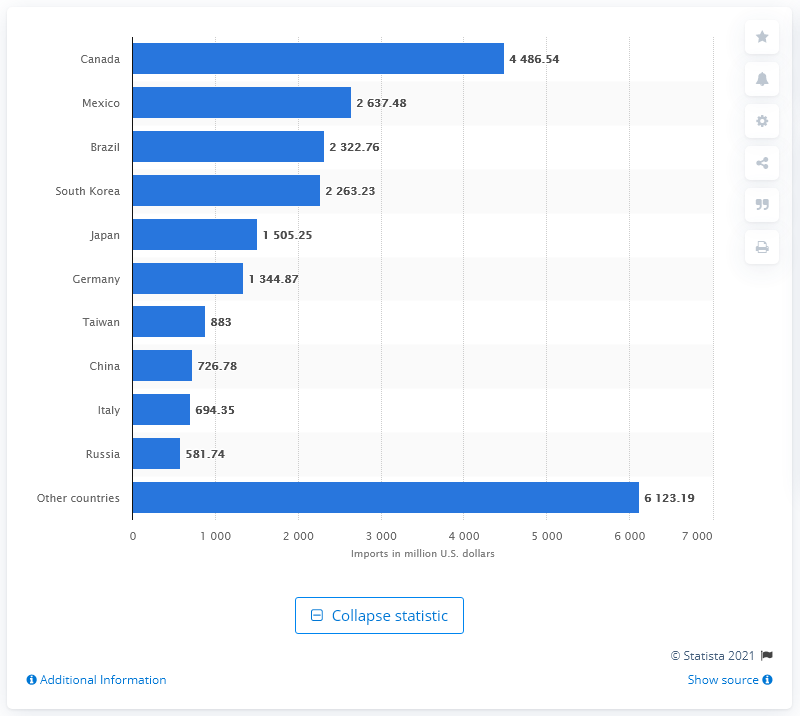 Canada 4 486.54
Mexico 2 637.48
Brazil 2 322.76
South Korea 2 263.23
Japan 1 505.25
Germany 1 344.87
Taiwan 883
China 726.78
Italy 694.35
Russia 581.74
Other countries 6 123.19
0 1 000 2 000 3 000 4 000 5 000 6 000 7 000
Imports in million U.S. dollars
Collapse statistic
© Statista 2021
Additional Information
Show source